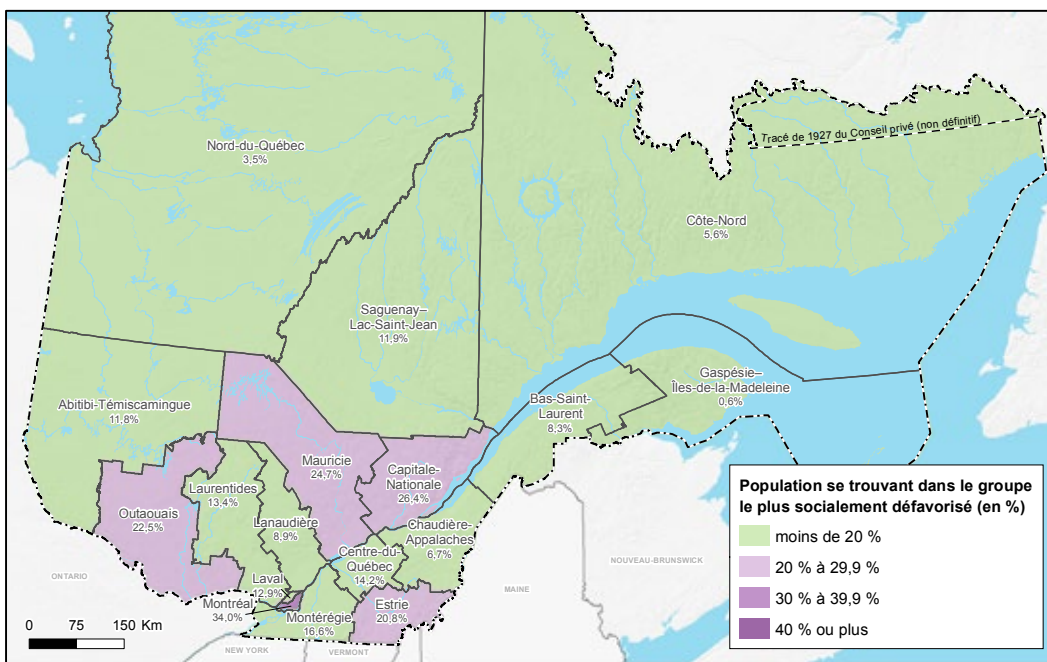 Tracé de 1927 du Conseil privé (non définitif)
Nord-du-Québec
3,5%
Côte-Nord
5,6%
Saguenay–
Lac-Saint-Jean
11,9%
Gaspésie–
Îles-de-la-Madeleine
0,6%
Bas-Saint-
Laurent
8,3%
Abitibi-Témiscamingue
11,8%
Mauricie
24,7%
Capitale-
Nationale
26,4%
Laurentides
13,4%
Outaouais
22,5%
Lanaudière
8,9%
Chaudière-
Appalaches
6,7%
Centre-du-
Québec
14,2%
Laval
12,9%
Montréal
34,0%
Montérégie
16,6%
Estrie
20,8%
ONTARIO
NEW YORK
VERMONT
MAINE
NOUVEAU-BRUNSWICK
0 75 150 Km
Population se trouvant dans le groupe
le plus socialement défavorisé (en %)
moins de 20 %
20 % à 29,9 %
30 % à 39,9 %
40 % ou plus